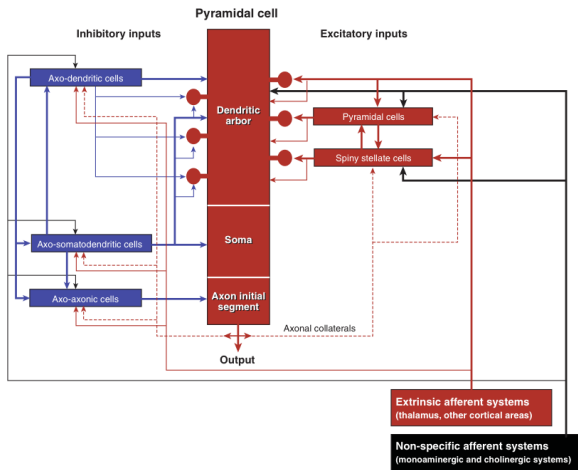 Pyramidal cell
Inhibitory inputs
Excitatory inputs
Axo-dendritic cells
Dendritic
arbor
Pyramidal cells
Spiny stellate cells
Axo-somatodendritic cells
Soma
Axo-axonic cells
Axon initial
segment
Axonal collaterals
Output
Extrinsic afferent systems
(thalamus, other cortical areas)
Non-specific afferent systems
(monoaminergic and cholinergic systems)